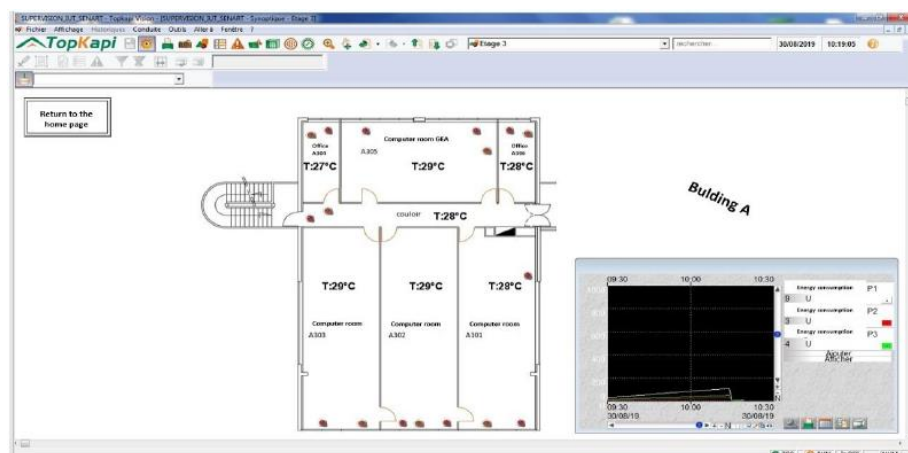 SUPERVISION_IUT_SENART - Topkapi Vision - [SUPERVISION_IUT_SENART - Synoptique - Etage 3]
Fichier Affichage Historiques Conduite Outils Aller à Fenêtre ?
TopKapi
Etage 3
rechercher
30/08/2019 10:19:05
Return to the
home page
Office
T:27°C
Computer room GEA
A305
T:29°C
Office
T:28°C
couloir T:28°C
Bulding A
T:29°C
T:29°C
T:28°C
Computer room
A303
Computer room
A302
Computer room
A301
09:30 10:00 10:30
Energy consumption P1
9 U
Energy consumption P2
3 U
Energy consumption P3
4 U
Ajouter
Afficher
09:30 10:00 10:30
30/08/19 30/08/19